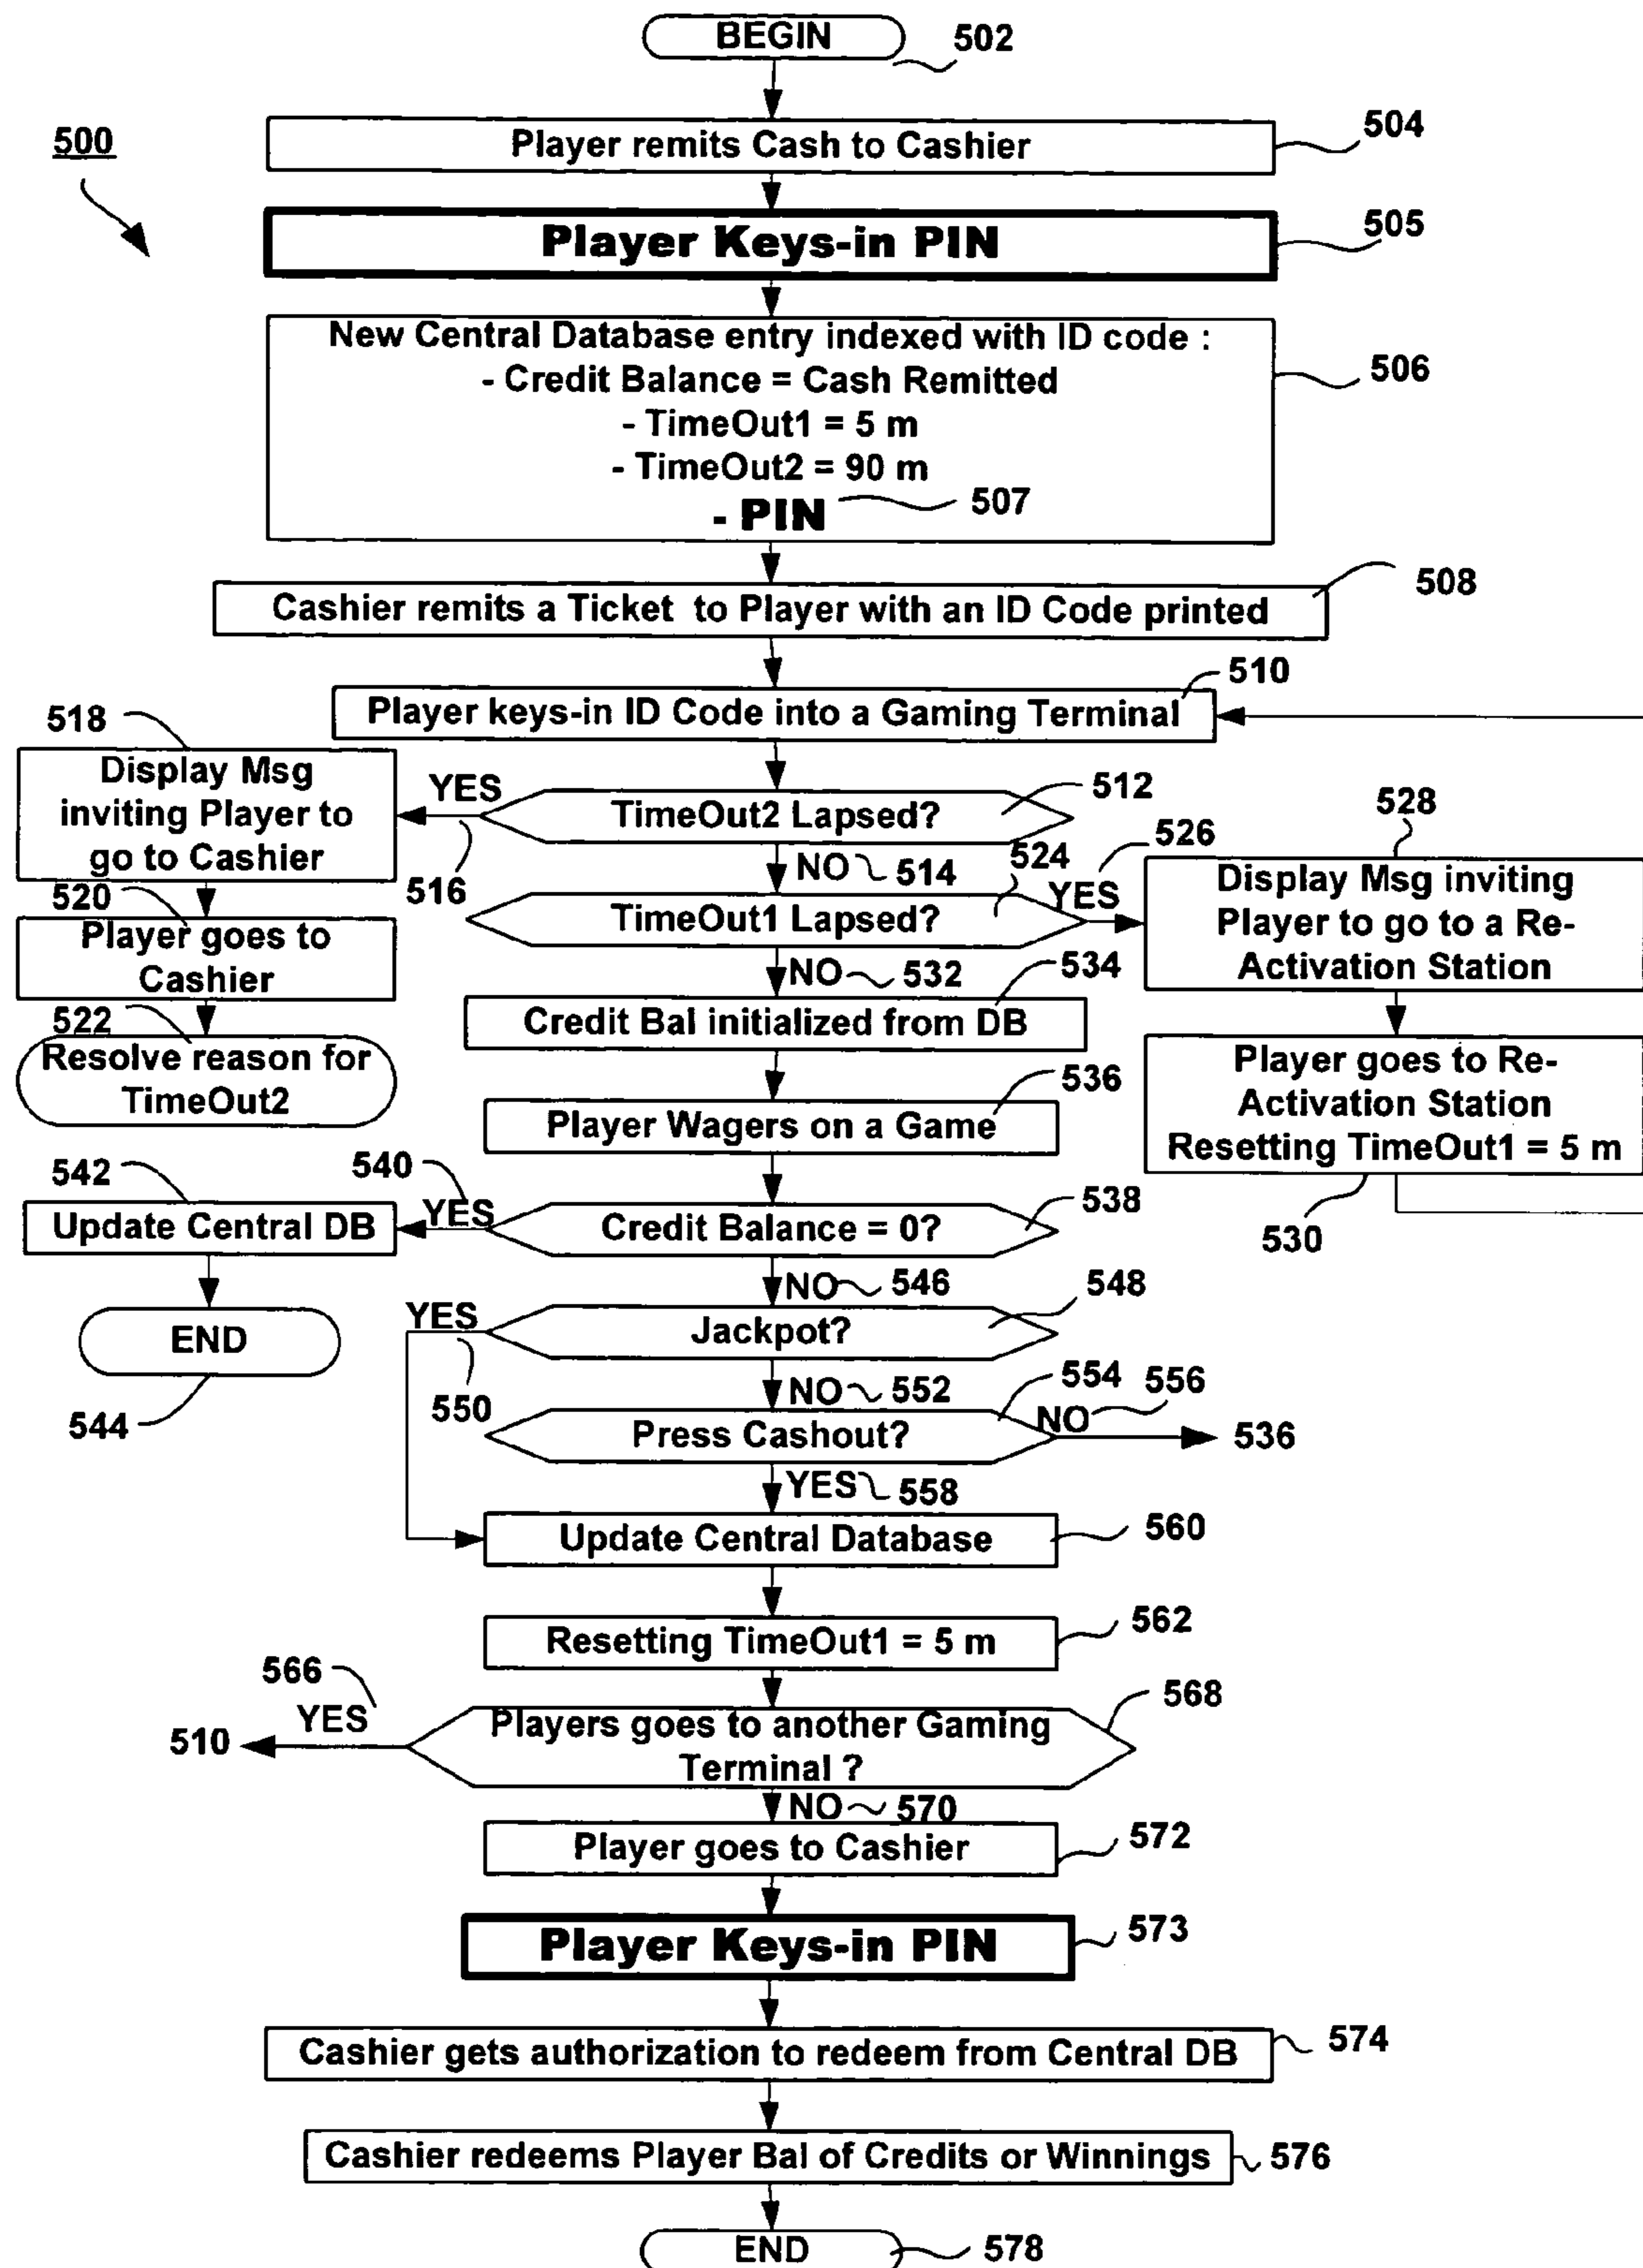 BEGIN
502
500
Player remits Cash to Cashier
504
Player Keys-in PIN
505
New Central Database entry indexed with ID code :
- Credit Balance = Cash Remitted
- TimeOut1 = 5 m
- TimeOut2 = 90 m
- PIN
507
506
Cashier remits a Ticket to Player with an ID Code printed
508
Player keys-in ID Code into a Gaming Terminal
510
518
Display Msg
inviting Player to
go to Cashier
YES
516
TimeOut2 Lapsed?
512
NO
514
520
Player goes to
Cashier
522
Resolve reason for
TimeOut2
TimeOut1 Lapsed?
524
YES
526
528
Display Msg inviting
Player to go to a Re-
Activation Station
Player goes to Re-
Activation Station
Resetting TimeOut1 = 5 m
530
NO
532
534
Credit Bal initialized from DB
536
Player Wagers on a Game
542
540
Update Central DB
YES
Credit Balance = 0?
538
END
544
NO
546
548
YES
550
Jackpot?
NO
552
554
556
Press Cashout?
NO
536
YES
558
Update Central Database
560
Resetting TimeOut1 = 5 m
562
566
YES
510
Players goes to another Gaming
Terminal ?
568
NO
570
Player goes to Cashier
572
Player Keys-in PIN
573
Cashier gets authorization to redeem from Central DB
574
Cashier redeems Player Bal of Credits or Winnings
576
END
578